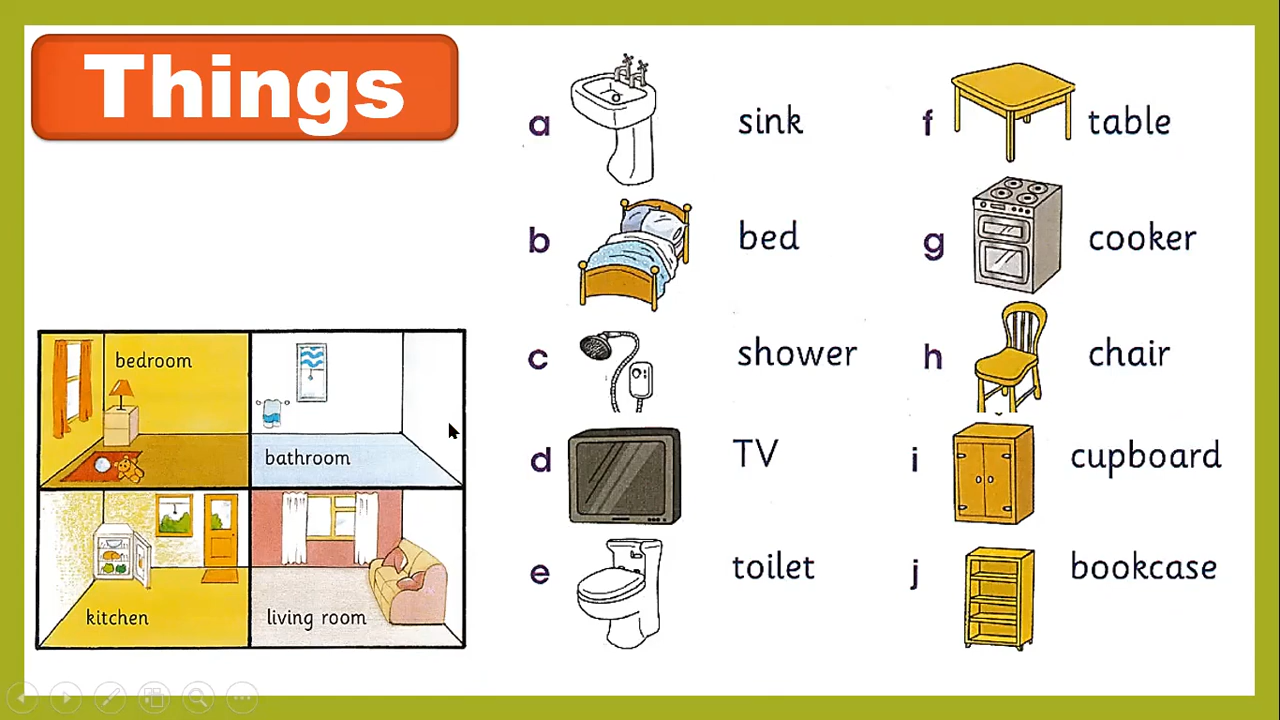 Things
a sink
b bed
c shower
d TV
e toilet
f table
g cooker
h chair
i cupboard
j bookcase
bedroom
bathroom
kitchen
living room